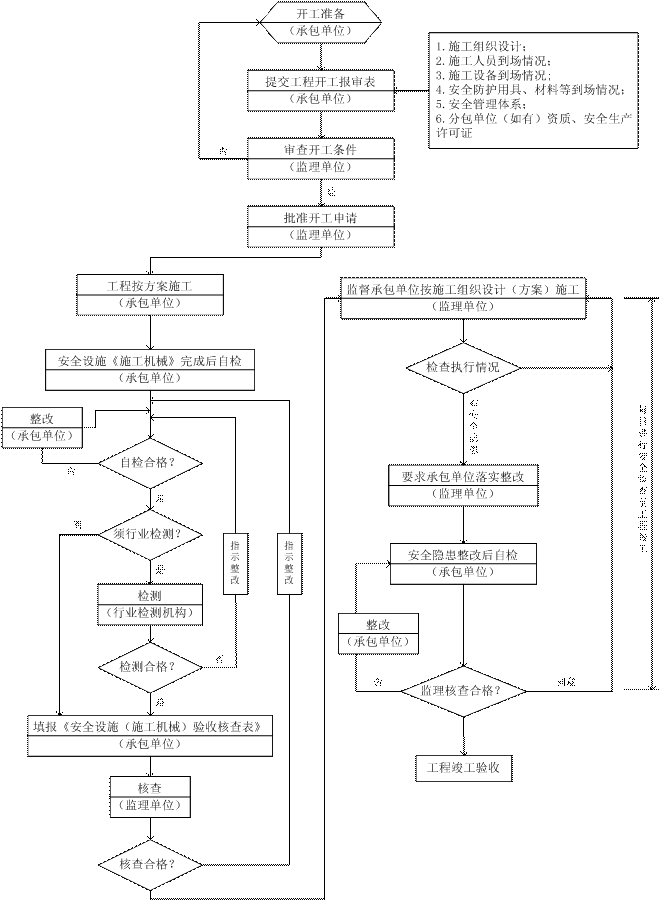 开工准备
（承包单位）
提交工程开工报审表
（承包单位）
1.施工组织设计；
2.施工人员到场情况；
3.施工设备到场情况；
4.安全防护用具、材料等到场情况；
5.安全管理体系；
6.分包单位（如有）资质、安全生产
许可证
审查开工条件
（监理单位）
否
是
批准开工申请
（监理单位）
工程按方案施工
（承包单位）
安全设施《施工机械》完成后自检
（承包单位）
整改
（承包单位）
自检合格？
否
是
须行业检测？
否
是
指示整改
指示整改
检测
（行业检测机构）
检测合格？
否
是
填报《安全设施（施工机械）验收核查表》
（承包单位）
核查
（监理单位）
核查合格？
监督承包单位按施工组织设计（方案）施工
（监理单位）
检查执行情况
要求承包单位落实整改
（监理单位）
安全隐患整改后自检
（承包单位）
整改
（承包单位）
监理核查合格？
否
工程竣工验收